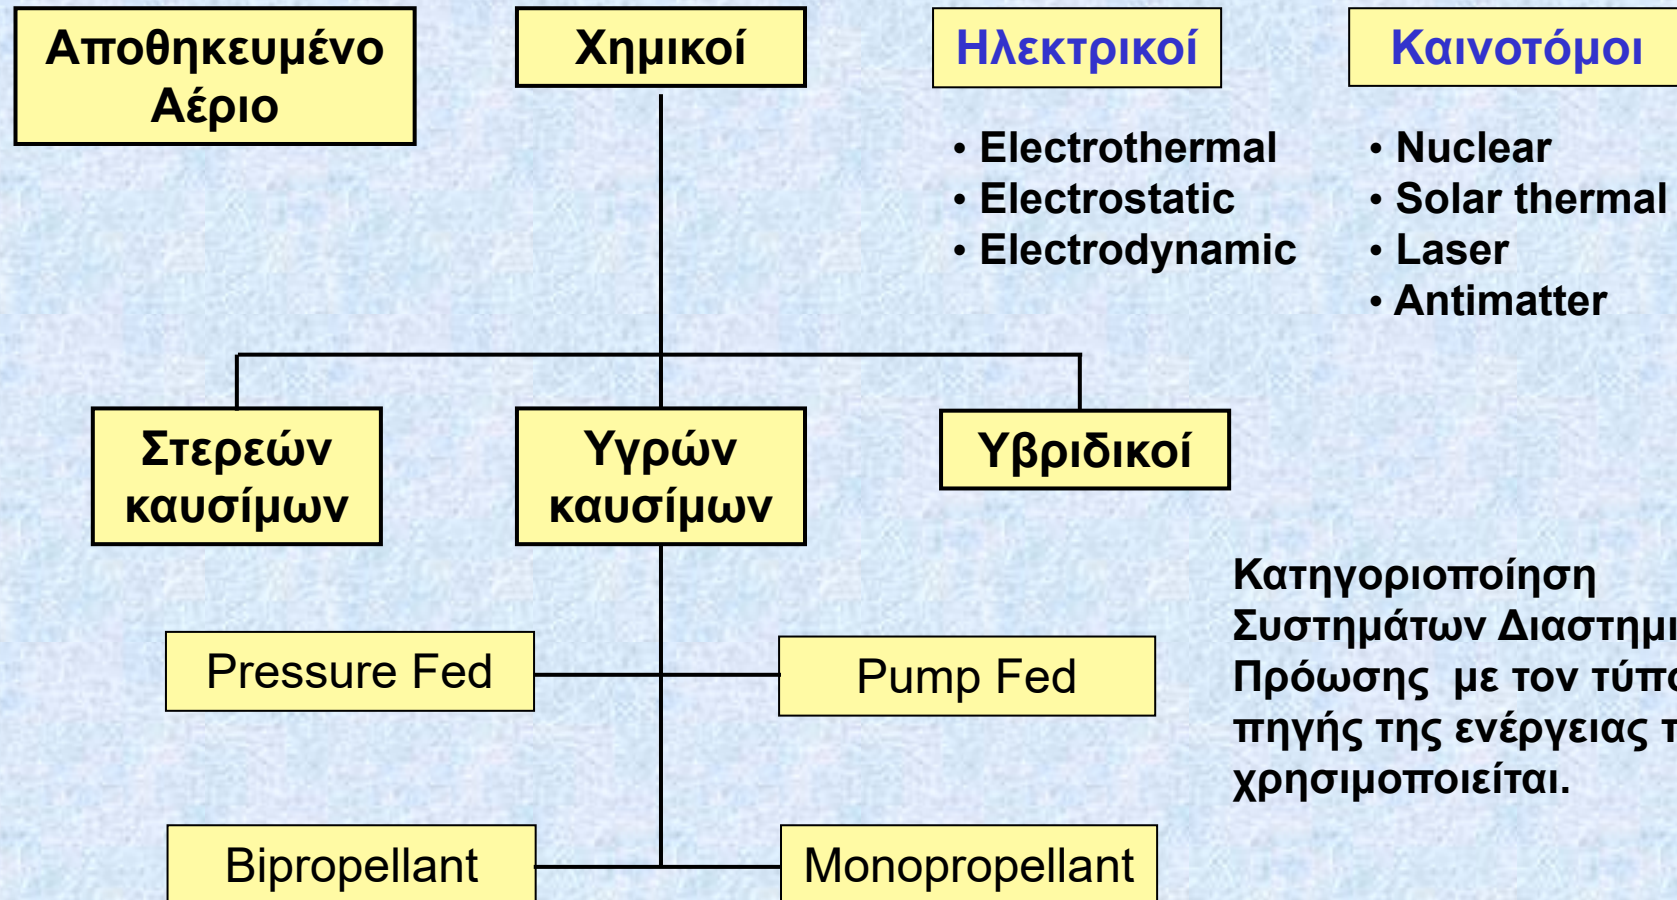 Αποθηκευμένο
Αέριο
Χημικοί
Ηλεκτρικοί
Καινοτόμοι
• Electrothermal
• Electrostatic
• Electrodynamic
• Nuclear
• Solar thermal
• Laser
• Antimatter
Στερεών
καυσίμων
Υγρών
καυσίμων
Υβριδικοί
Pressure Fed
Pump Fed
Bipropellant
Monopropellant
Κατηγοριοποίηση
Συστημάτων
Πρόωσης με τον
πηγής της ενέργειας
χρησιμοποιείται.